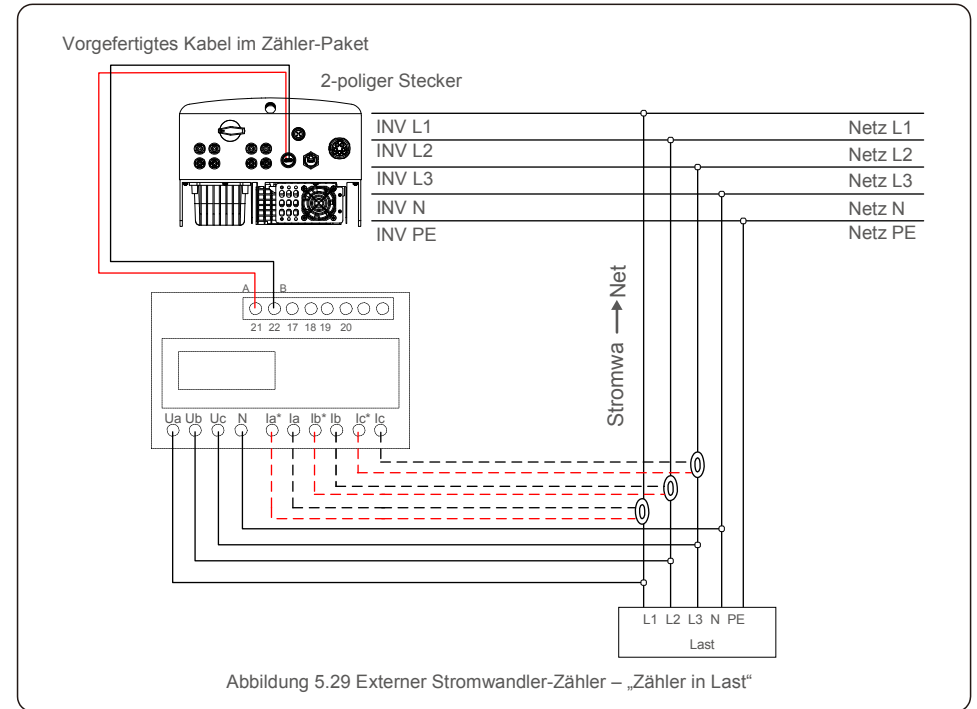 Vorgefertigtes Kabel im Zähler-Paket
2-poliger Stecker
INV L1
Netz L1
INV L2
Netz L2
INV L3
Netz L3
INV N
Netz N
INV PE
Netz PE
A B
21 22 17 18 19 20
Stromwa
Net
Ua Ub Uc N Ia* Ia Ib* Ib Ic* Ic
L1 L2 L3 N PE
Last
Abbildung 5.29 Externer Stromwandler-Zähler – „Zähler in Last“